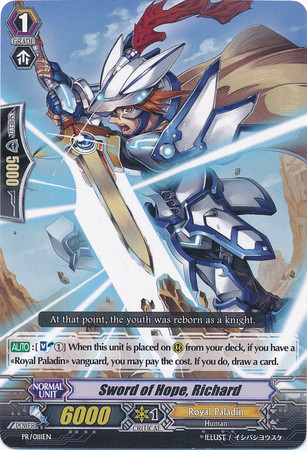 1
GRADE
5000
At that point, the youth was reborn as a knight.
AUTO : [ V 1 ] When this unit is placed on G from your deck, if you have a
«Royal Paladin» vanguard, you may pay the cost. If you do, draw a card.
NORMAL
UNIT
Sword of Hope, Richard
POWER
6000
1
CRITICAL
Royal Paladin
Human
PR/0111EN
ILLUST / イシバシヨウスケ